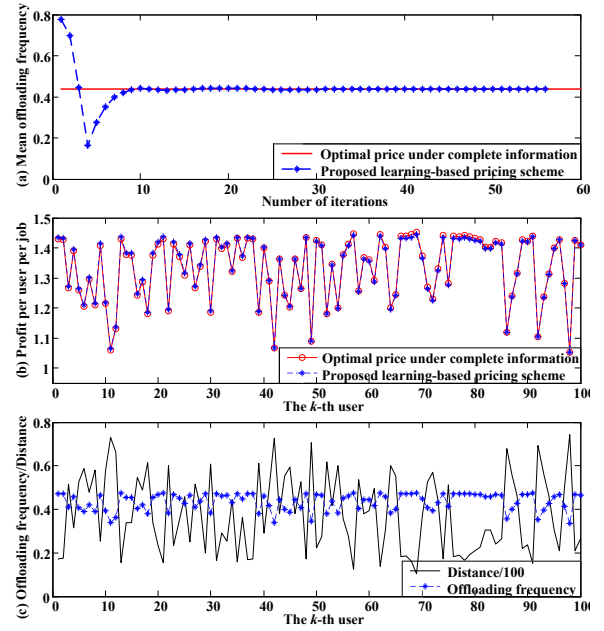 0.8
0.6
0.4
0.2
0
0 10 20 30 40 50 60
(a) Mean offloading frequency
Optimal price under complete information
Proposed learning-based pricing scheme
Number of iterations
1.5
1.4
1.3
1.2
1.1
1
0 10 20 30 40 50 60 70 80 90 100
(b) Profit per user per job
Optimal price under complete information
Proposed learning-based pricing scheme
The k-th user
0.8
0.6
0.4
0.2
0
0 10 20 30 40 50 60 70 80 90 100
(c) Offloading frequency/Distance
Distance/100
Offloading frequency
The k-th user